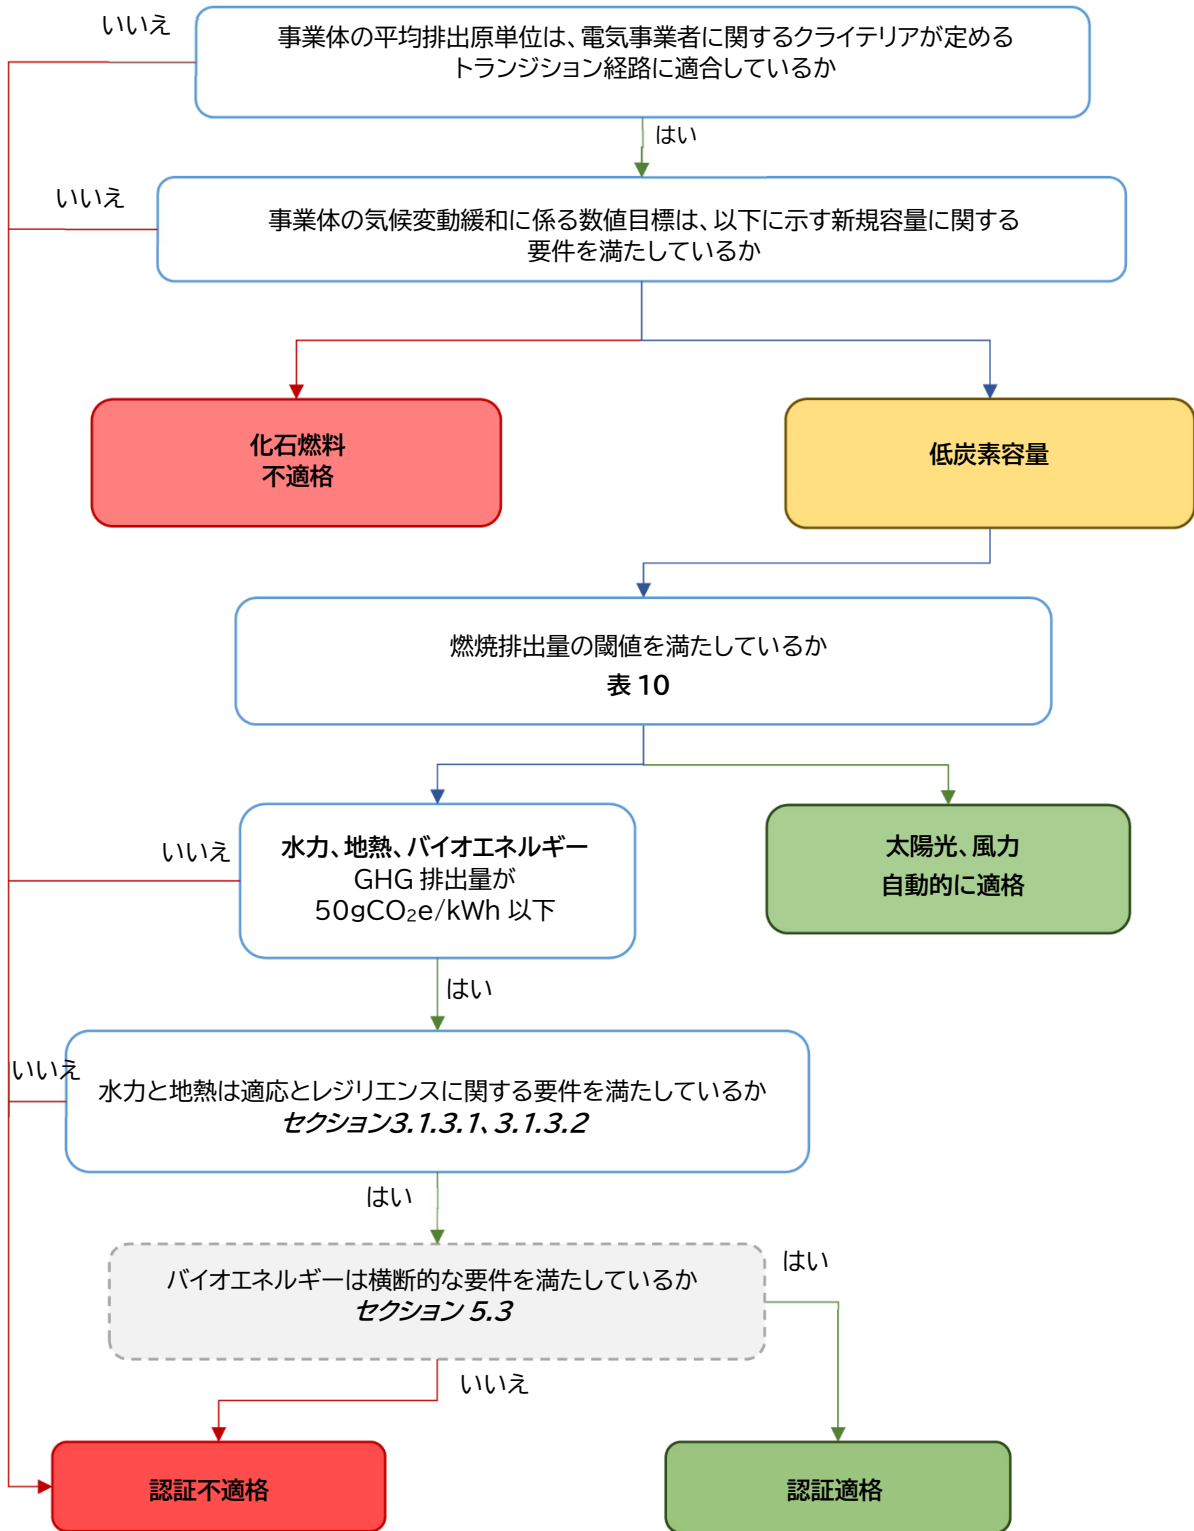 いいえ
事業体の平均排出原単位は、電気事業者に関するクライテリアが定める
トランジション経路に適合しているか
はい
いいえ
事業体の気候変動緩和に係る数値目標は、以下に示す新規容量に関する
要件を満たしているか
化石燃料
不適格
低炭素容量
燃焼排出量の閾値を満たしているか
表 10
いいえ
水力、地熱、バイオエネルギー
GHG 排出量が
50gCO₂e/kWh 以下
太陽光、風力
自動的に適格
はい
いいえ
水力と地熱は適応とレジリエンスに関する要件を満たしているか
セクション3.1.3.1、3.1.3.2
はい
バイオエネルギーは横断的な要件を満たしているか
セクション 5.3
はい
いいえ
認証不適格
認証適格